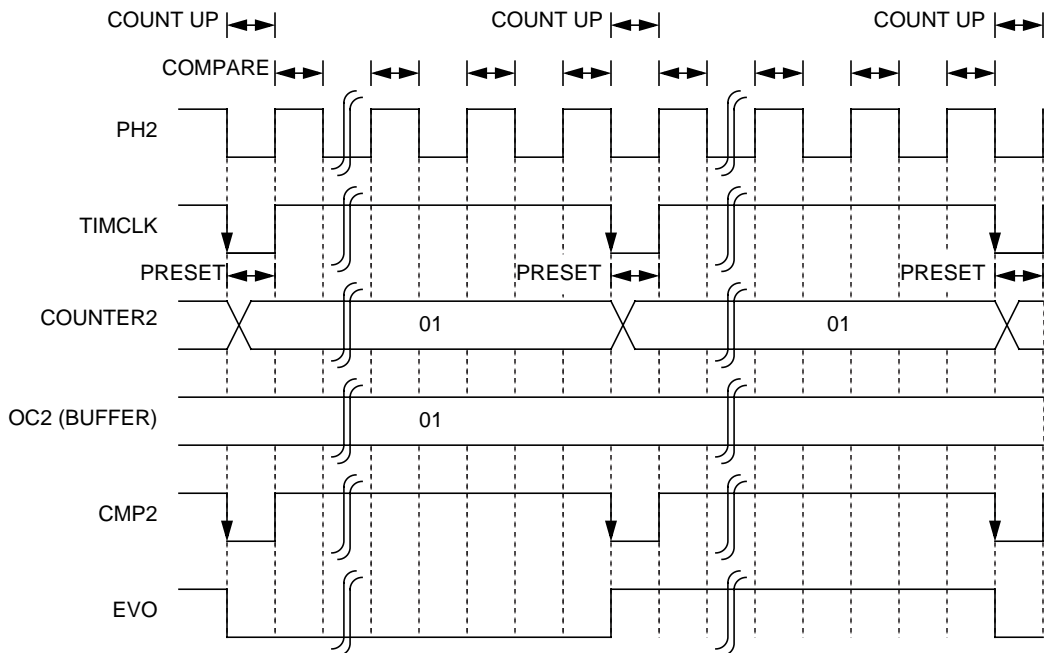 COUNT UP COUNT UP COUNT UP
COMPARE
PH2
TIMCLK
PRESET PRESET PRESET
COUNTER2 01 01
OC2 (BUFFER) 01
CMP2
EVO